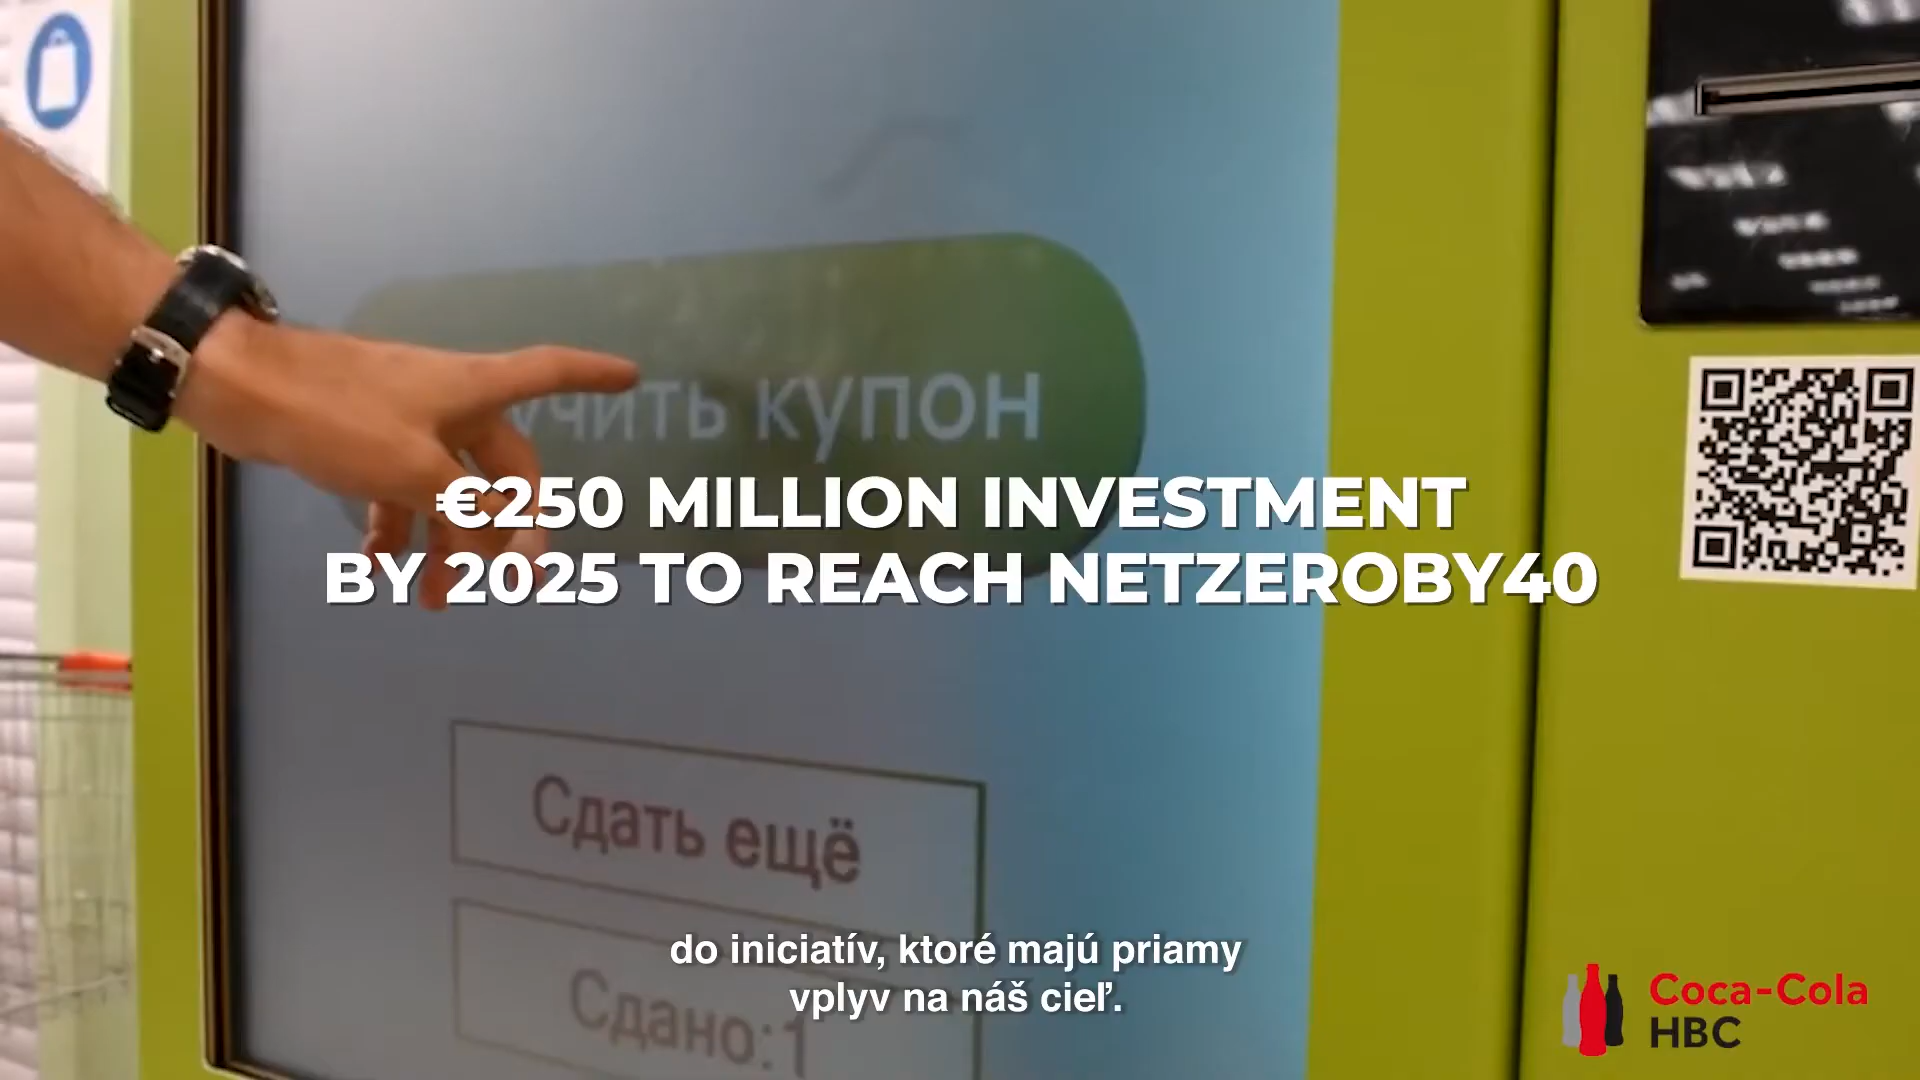 купон
€250 MILLION INVESTMENT
BY 2025 TO REACH NETZEROBY40
Сдать ещё
Сдано:1
do iniciatív, ktoré majú priamy
vplyv na náš cieľ.
Coca-Cola
HBC